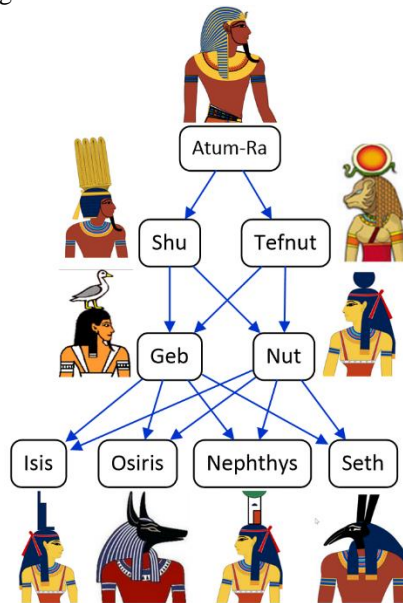 Atum-Ra
Shu
Tefnut
Geb
Nut
Isis
Osiris
Nephthys
Seth